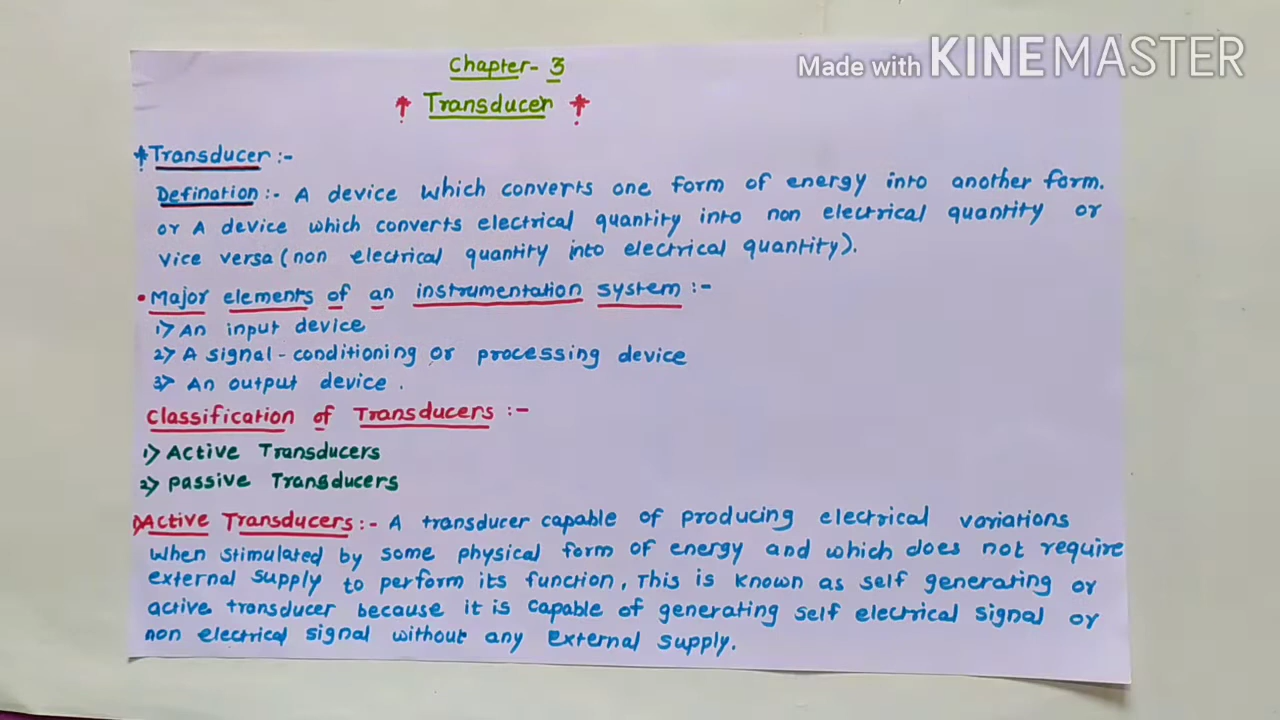 Made with KINEMASTER
Chapter- 3
Transducer
Transducer :-
Defination :- A device which converts one form of energy into another form.
or A device which converts electrical quantity into non electrical quantity or
vice versa (non electrical quantity into electrical quantity).
• Major elements of an instrumentation system :-
1) An input device
2) A signal-conditioning or processing device
3) An output device.
Classification of Transducers :-
1) Active Transducers
2) Passive Transducers
1) Active Transducers :- A transducer capable of producing electrical variations
when stimulated by some physical form of energy and which does not require
external supply to perform its function, This is known as self generating or
active transducer because it is capable of generating self electrical signal or
non electrical signal without any external supply.